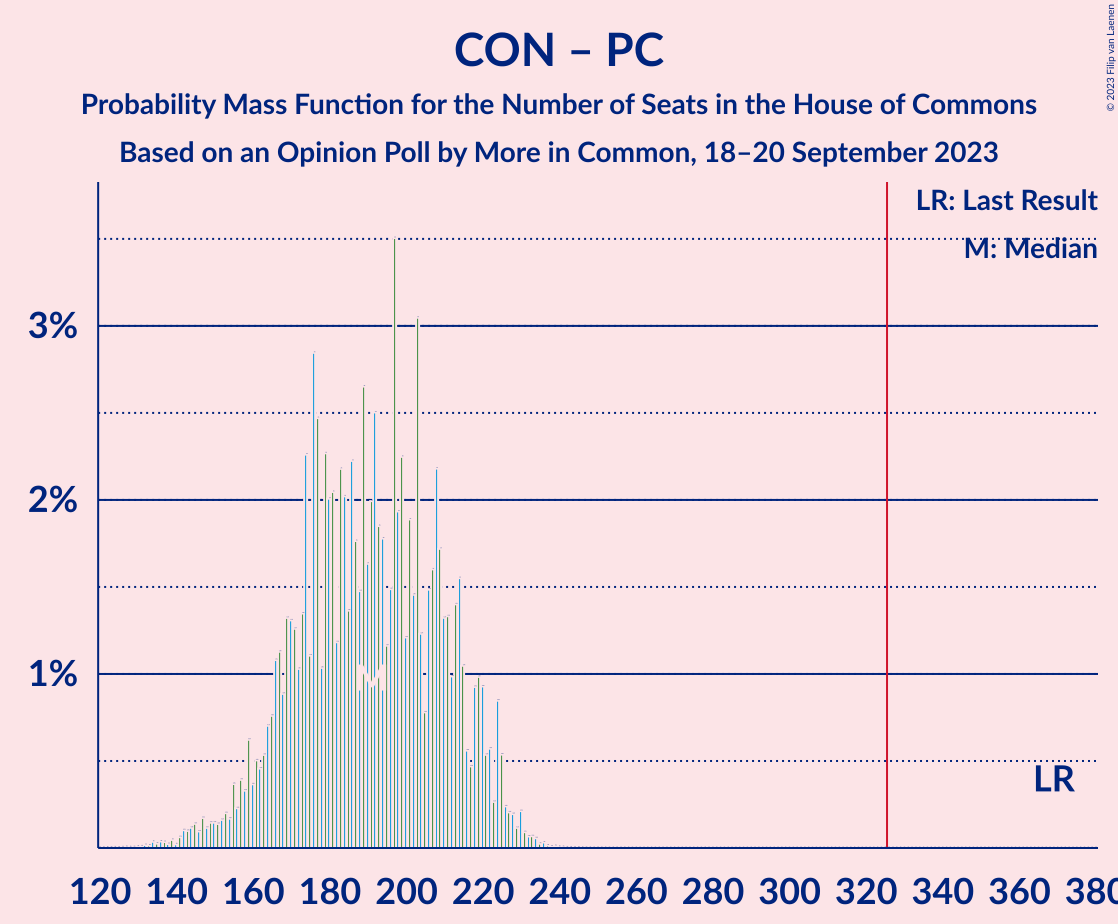 CON – PC
Probability Mass Function for the Number of Seats in the House of Commons
Based on an Opinion Poll by More in Common, 18–20 September 2023
© 2023 Filip van Laenen
LR: Last Result
M: Median
3%
2%
1%
LR
120 140 160 180 200 220 240 260 280 300 320 340 360 380